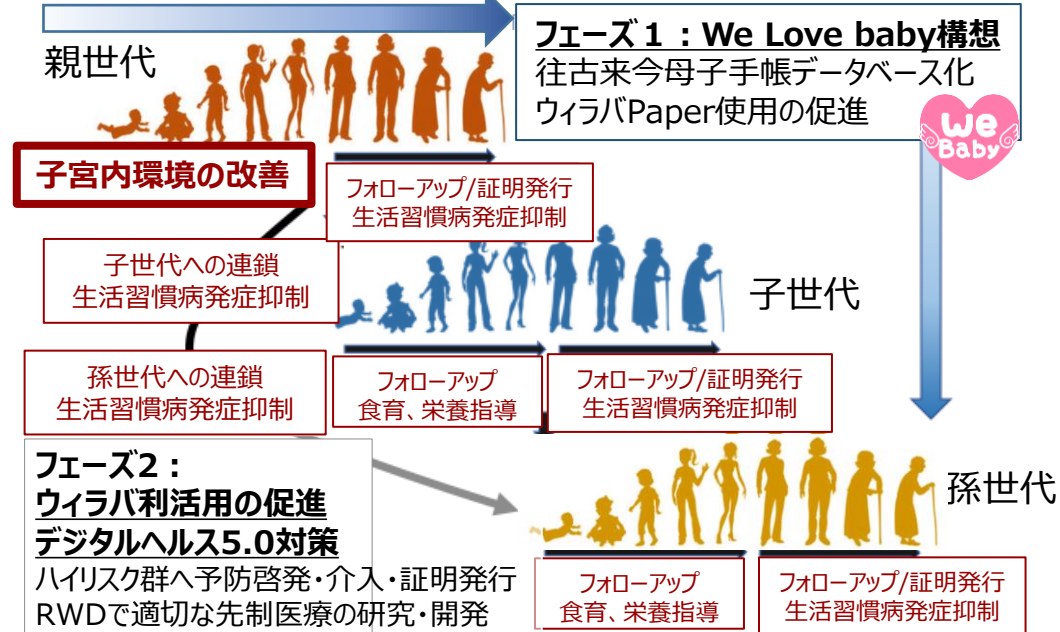 親世代
フェーズ１：We Love baby構想
往古来今母子手帳データベース化
ウィラバPaper使用の促進
we
Baby
子宮内環境の改善
フォローアップ/証明発行
生活習慣病発症抑制
子世代への連鎖
生活習慣病発症抑制
子世代
孫世代への連鎖
生活習慣病発症抑制
フォローアップ
食育、栄養指導
フォローアップ/証明発行
生活習慣病発症抑制
フェーズ2：
ウィラバ利活用の促進
デジタルヘルス5.0対策
ハイリスク群へ予防啓発・介入・証明発行
RWDで適切な先制医療の研究・開発
孫世代
フォローアップ
食育、栄養指導
フォローアップ/証明発行
生活習慣病発症抑制